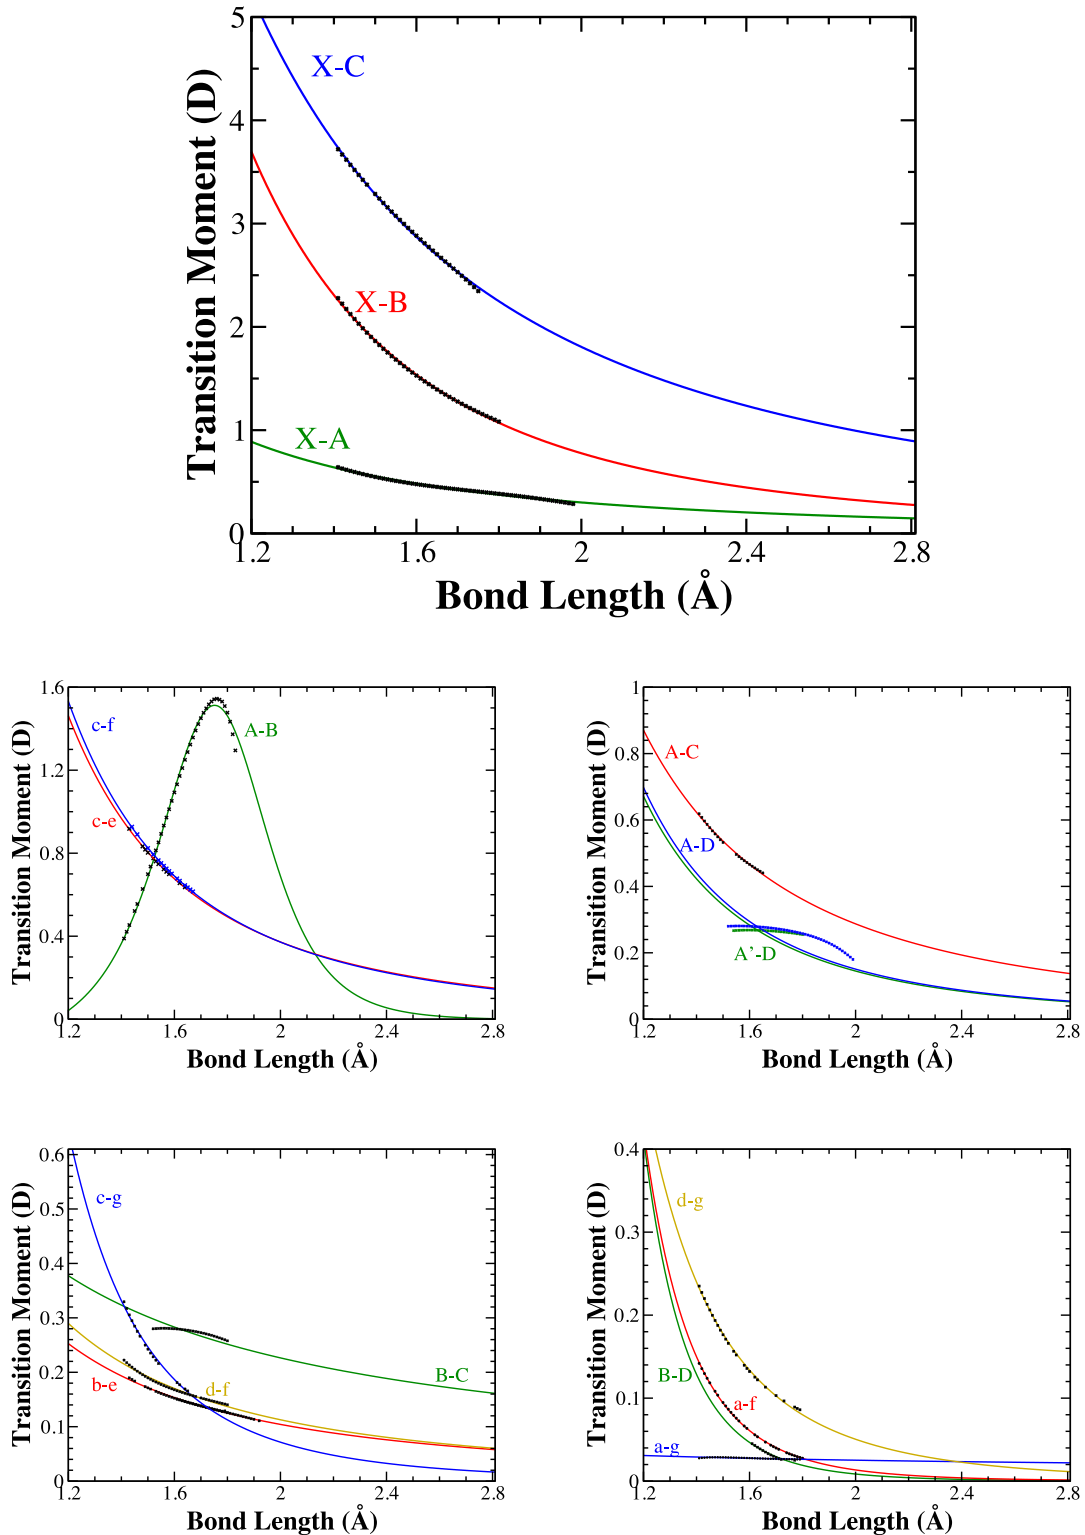 5
4
3
2
1
0
Transition Moment (D)
X-C
X-B
X-A
1.2 1.6 2 2.4 2.8
Bond Length (Å)
1.6
1.2
0.8
0.4
0
Transition Moment (D)
c-f
A-B
c-e
1.2 1.6 2 2.4 2.8
Bond Length (Å)
1
0.8
0.6
0.4
0.2
0
Transition Moment (D)
A-C
A-D
A’-D
1.2 1.6 2 2.4 2.8
Bond Length (Å)
0.6
0.5
0.4
0.3
0.2
0.1
0
Transition Moment (D)
c-g
B-C
d-f
b-e
1.2 1.6 2 2.4 2.8
Bond Length (Å)
0.4
0.3
0.2
0.1
0
Transition Moment (D)
d-g
B-D
a-f
a-g
1.2 1.6 2 2.4 2.8
Bond Length (Å)